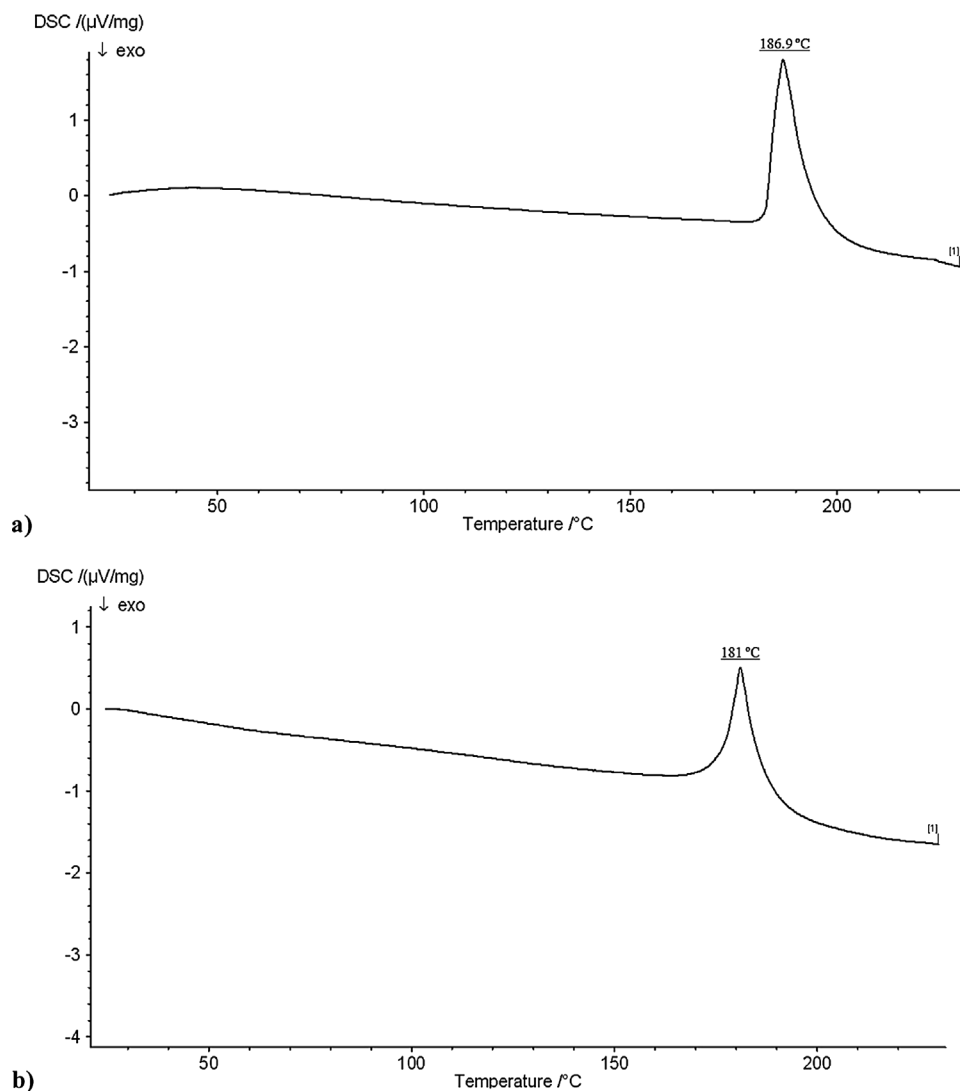 DSC /(µV/mg)
↓ exo
186.9 °C
1
0
-1
-2
-3
[1]
50
100
150
200
Temperature /°C
a)
DSC /(µV/mg)
↓ exo
181 °C
1
0
-1
-2
-3
-4
[1]
50
100
150
200
Temperature /°C
b)